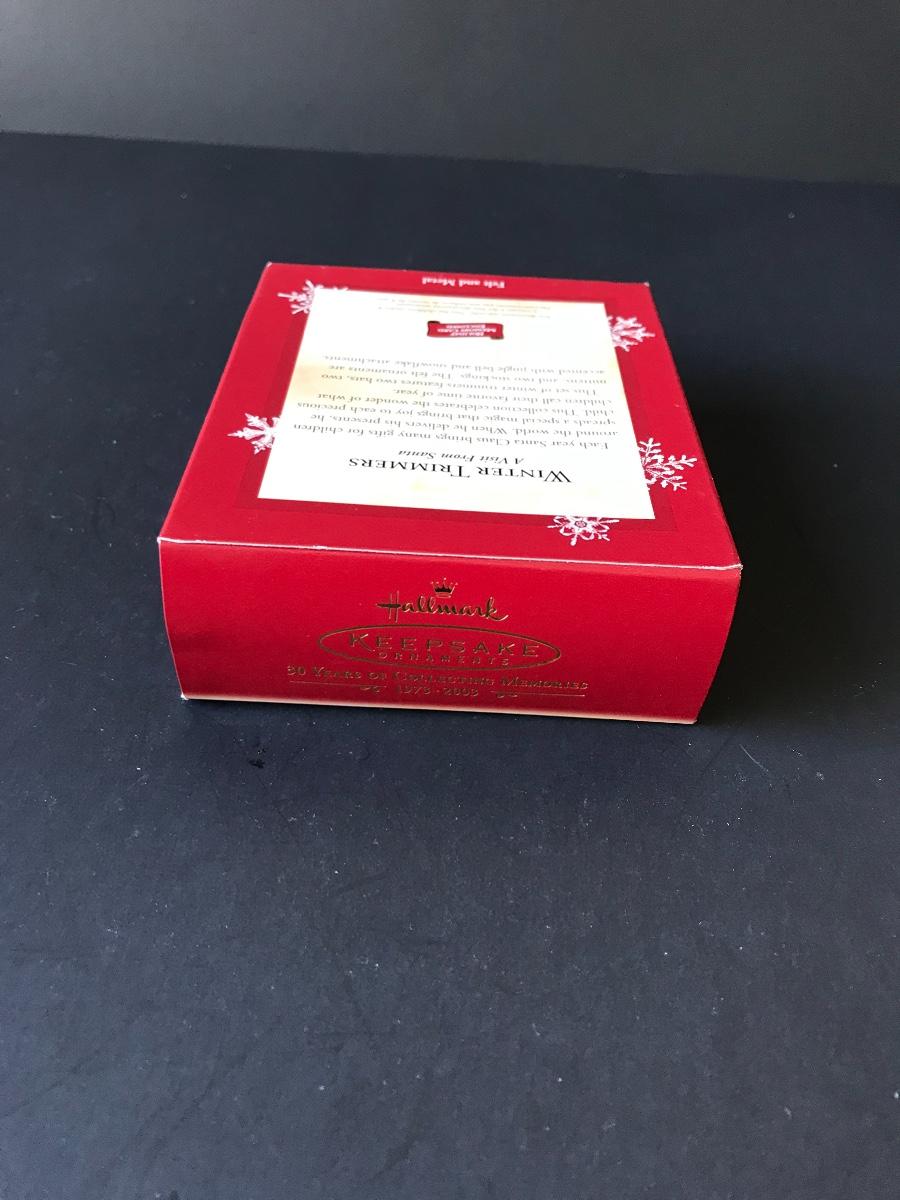 WINTER TRIMMERS
A Visit From Santa
Each year Santa Claus brings many gifts for children
around the world. When he delivers his presents, he
spreads a special magic that brings joy to each precious
child. This collection celebrates the wonder of what
children call their favorite time of year.
This set of winter trimmers features two hats, two
mittens, and two stockings. The felt ornaments are
accented with jingle bell and snowflake attachments.
HOLIDAY
MEMORY CARD
ENCLOSED
Felt and Metal
Hallmark
KEEPSAKE
ORNAMENTS
30 YEARS OF COLLECTING MEMORIES
1973 - 2003